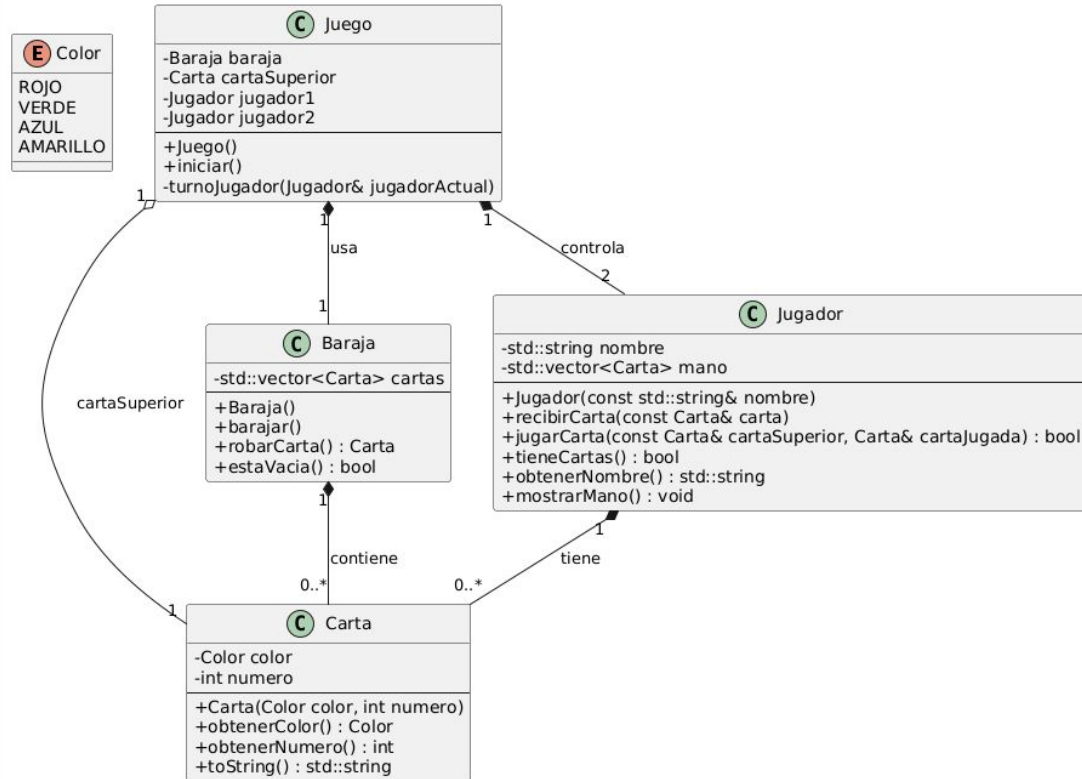 E Color
ROJO
VERDE
AZUL
AMARILLO
C Juego
-Baraja baraja
-Carta cartaSuperior
-Jugador jugador1
-Jugador jugador2
+Juego()
+iniciar()
-turnoJugador(Jugador& jugadorActual)
1
1
1
usa
controla
1
2
C Baraja
-std::vector<Carta> cartas
+Baraja()
+barajar()
+robarCarta() : Carta
+estaVacia() : bool
C Jugador
-std::string nombre
-std::vector<Carta> mano
+Jugador(const std::string& nombre)
+recibirCarta(const Carta& carta)
+jugarCarta(const Carta& cartaSuperior, Carta& cartaJugada) : bool
+tieneCartas() : bool
+obtenerNombre() : std::string
+mostrarMano() : void
cartaSuperior
1
1
contiene
tiene
0..*
0..*
1
C Carta
-Color color
-int numero
+Carta(Color color, int numero)
+obtenerColor() : Color
+obtenerNumero() : int
+toString() : std::string